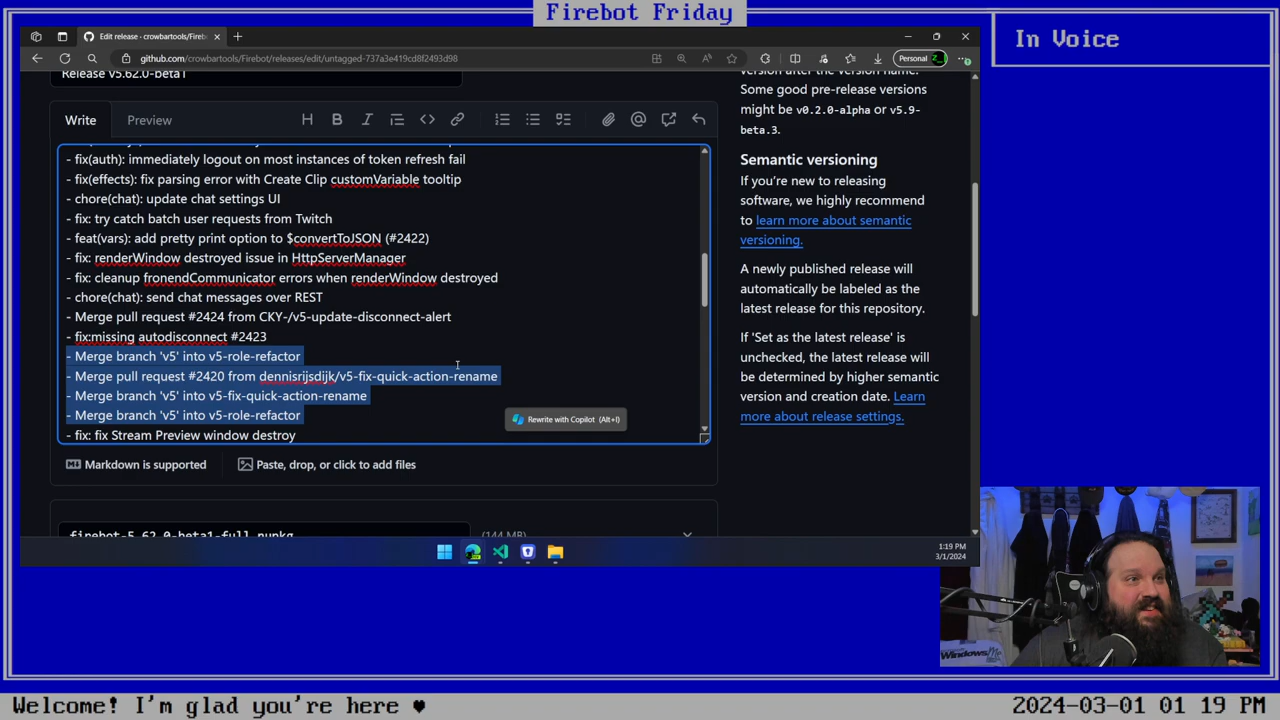 Firebot Friday
In Voice
Edit release · crowbartools/Fireb
github.com/crowbartools/Firebot/releases/edit/untagged-737a3e419cd8f2493d98
Personal
Release v5.62.0-beta1
Write
Preview
- fix(auth): immediately logout on most instances of token refresh fail
- fix(effects): fix parsing error with Create Clip customVariable tooltip
- chore(chat): update chat settings UI
- fix: try catch batch user requests from Twitch
(vars): add pretty print option to $convertToJSON (#2422)
- fix: renderWindow destroyed issue in HttpServerManager
- fix: cleanup fronendCommunicator errors when renderWindow destroyed
- chore(chat): send chat messages over REST
- Merge pull request #2424 from CKY-/v5-update-disconnect-alert
- fix:missing autodisconnect #2423
- Merge branch 'v5' into v5-role-refactor
- Merge pull request #2420 from dennisrijsdijk/v5-fix-quick-action-rename
- Merge branch 'v5' into v5-fix-quick-action-rename
- Merge branch 'v5' into v5-role-refactor
- fix: fix Stream Preview window destroy
Rewrite with Copilot (Alt+I)
Markdown is supported
Paste, drop, or click to add files
firebot-5.62.0-beta1-full.nupkg
(144 MB)
version after the version name.
Some good pre-release versions
might be v0.2.0-alpha or v5.9-
beta.3.
Semantic versioning
If you're new to releasing
software, we highly recommend
to learn more about semantic
versioning.
A newly published release will
automatically be labeled as the
latest release for this repository.
If 'Set as the latest release' is
unchecked, the latest release will
be determined by higher semantic
version and creation date. Learn
more about release settings.
1:19 PM
3/1/2024
Windows Me
Welcome! I'm glad you're here ♥
2024-03-01 01 19 PM